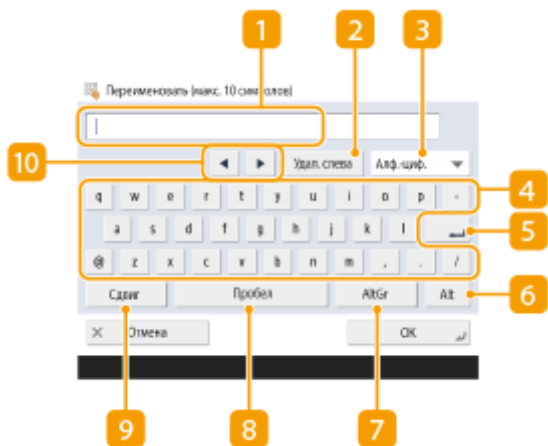 1 2 3
Переименовать (макс. 10 символов)
10 Удал. слева Алф.-циф.
q w e r t y u i o p - 4
a s d f g h j k l 5
@ z x c v b n m , . /
Сдвиг Пробел AltGr Alt 6
Отмена OK
9 8 7